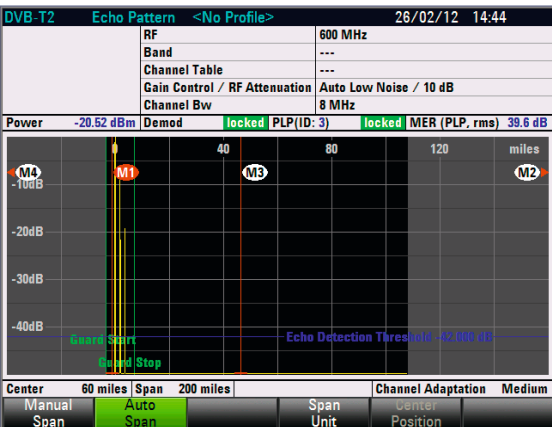 DVB-T2 Echo Pattern <No Profile> 26/02/12 14:44
RF 600 MHz
Band ---
Channel Table ---
Gain Control / RF Attenuation Auto Low Noise / 10 dB
Channel Bw 8 MHz
Power -20.52 dBm Demod locked PLP(ID: 3) locked MER (PLP, rms) 39.6 dB
0 40 80 120 miles
M4 M1 M3 M2
-10dB
-20dB
-30dB
-40dB
Guard Start Echo Detection Threshold -42.000 dB
Guard Stop
Center 60 miles Span 200 miles Channel Adaptation Medium
Manual Auto Span Center
Span Span Unit Position